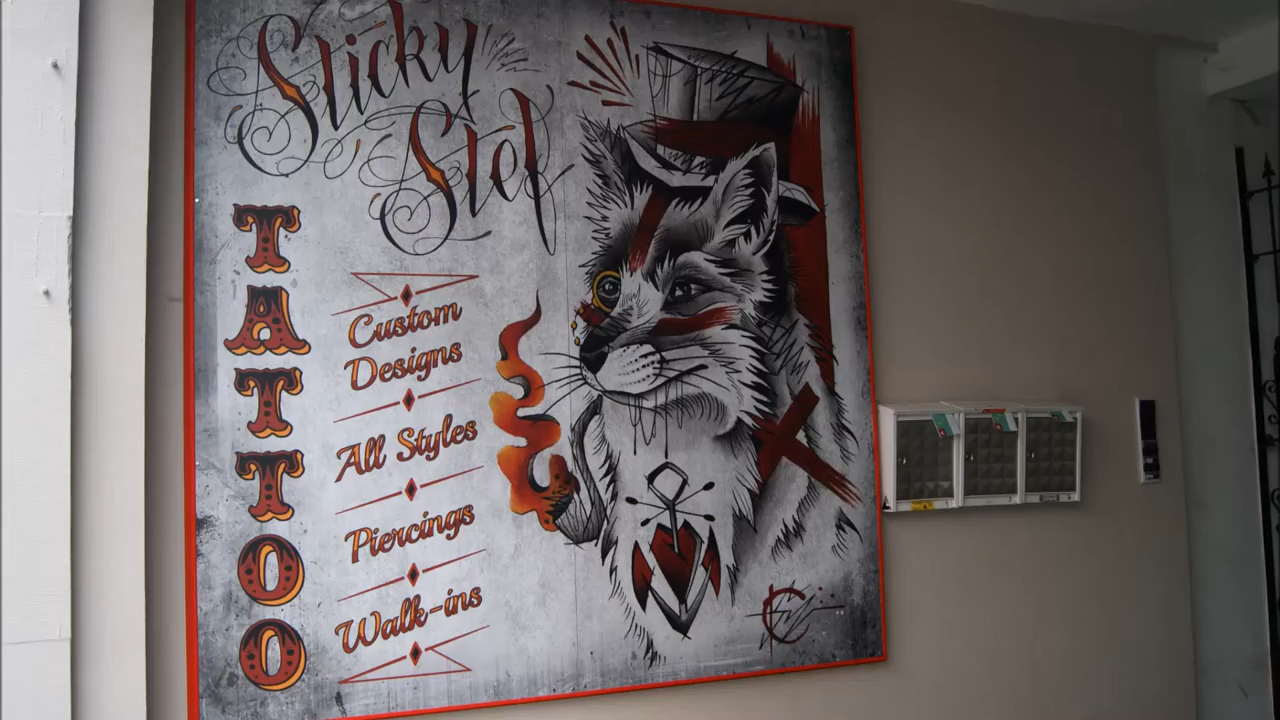 Sticky
Stef
TATTOO
Custom
Designs
All Styles
Piercings
Walk-ins